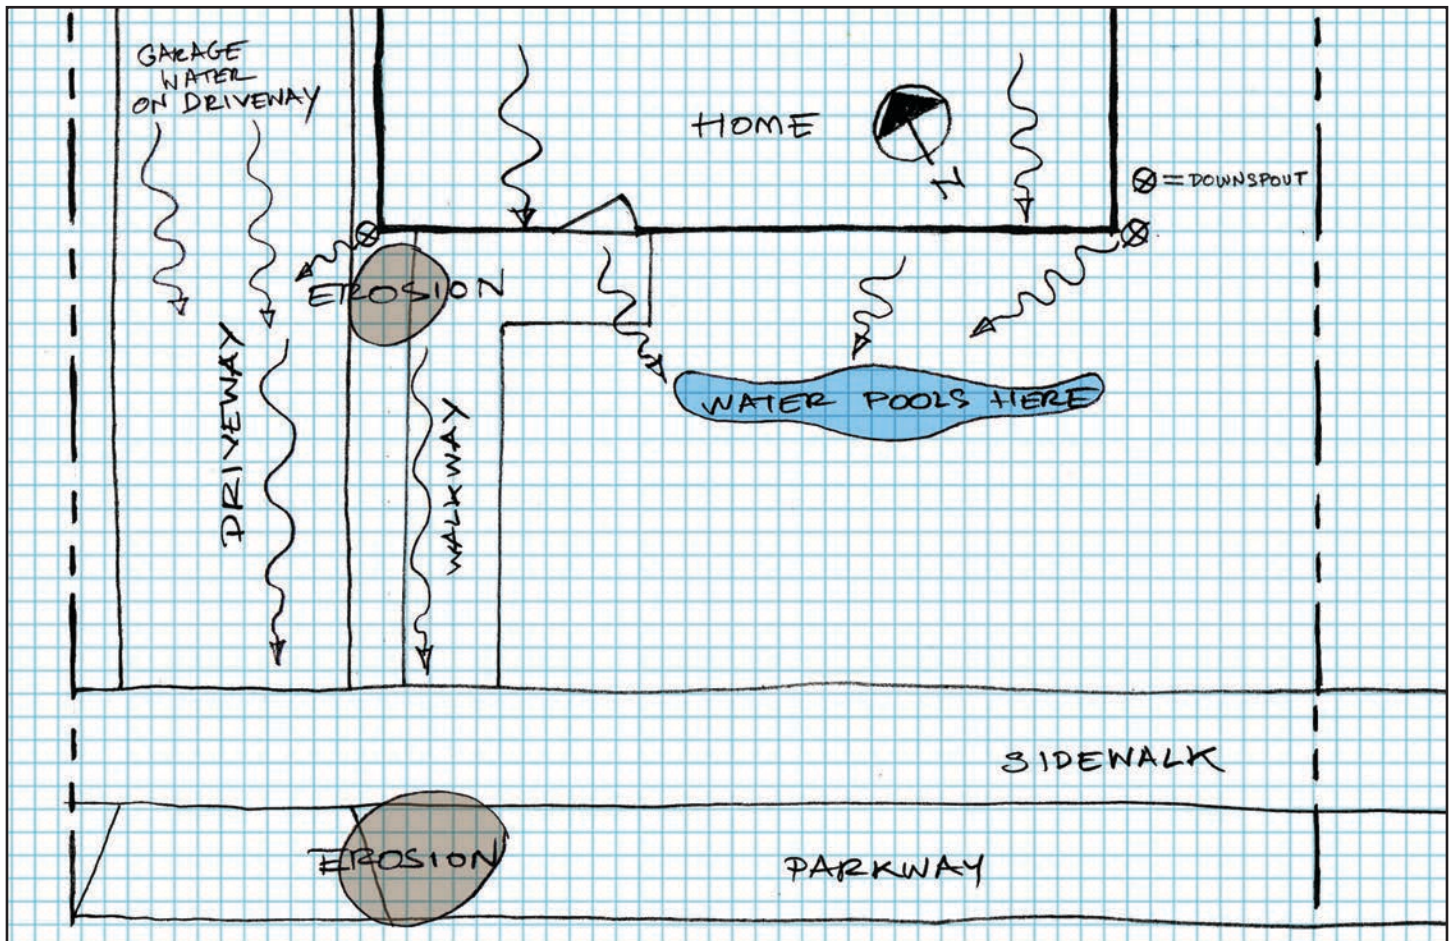 GARAGE
WATER
ON DRIVEWAY
HOME
N
⊗ = DOWNSPOUT
EROSION
DRIVEWAY
WALKWAY
WATER POOLS HERE
SIDEWALK
EROSION
PARKWAY